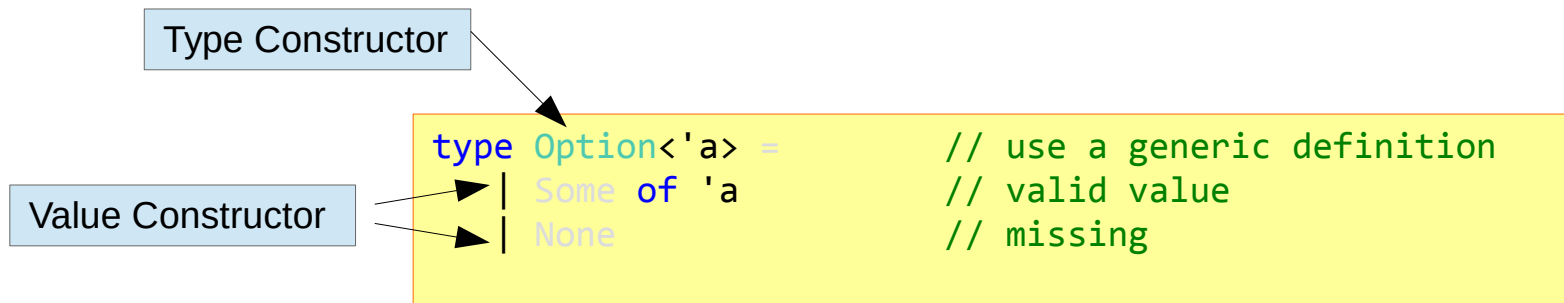 Type Constructor
type Option<'a> = // use a generic definition
| Some of 'a // valid value
Value Constructor
| None // missing